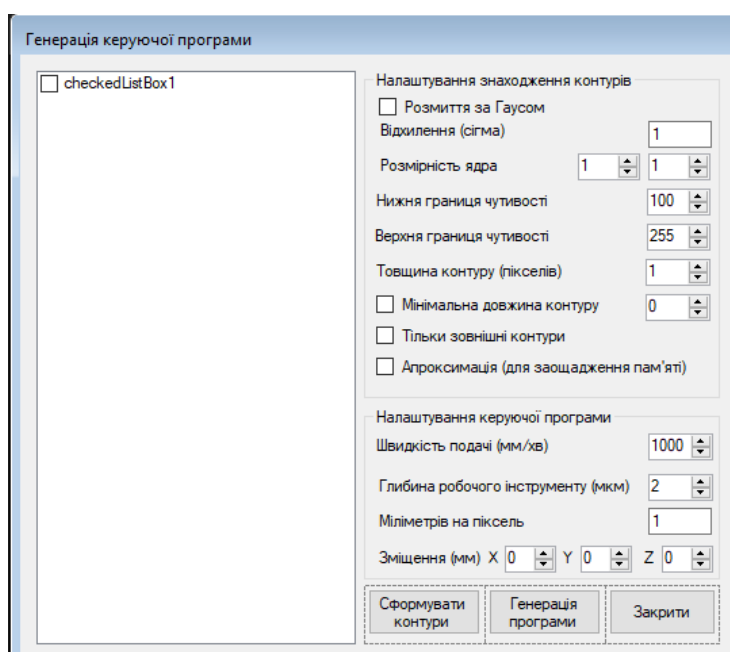 Генерація керуючої програми
checkedListBox1
Налаштування знаходження контурів
Розмиття за Гаусом
Відхилення (сігма) 1
Розмірність ядра 1 1
Нижня границя чутивості 100
Верхня границя чутивості 255
Товщина контуру (пікселів) 1
Мінімальна довжина контуру 0
Тільки зовнішні контури
Апроксимація (для заощадження пам'яті)
Налаштування керуючої програми
Швидкість подачі (мм/хв) 1000
Глибина робочого інструменту (мкм) 2
Міліметрів на піксель 1
Зміщення (мм) X 0 Y 0 Z 0
Сформувати
контури
Генерація
програми
Закрити